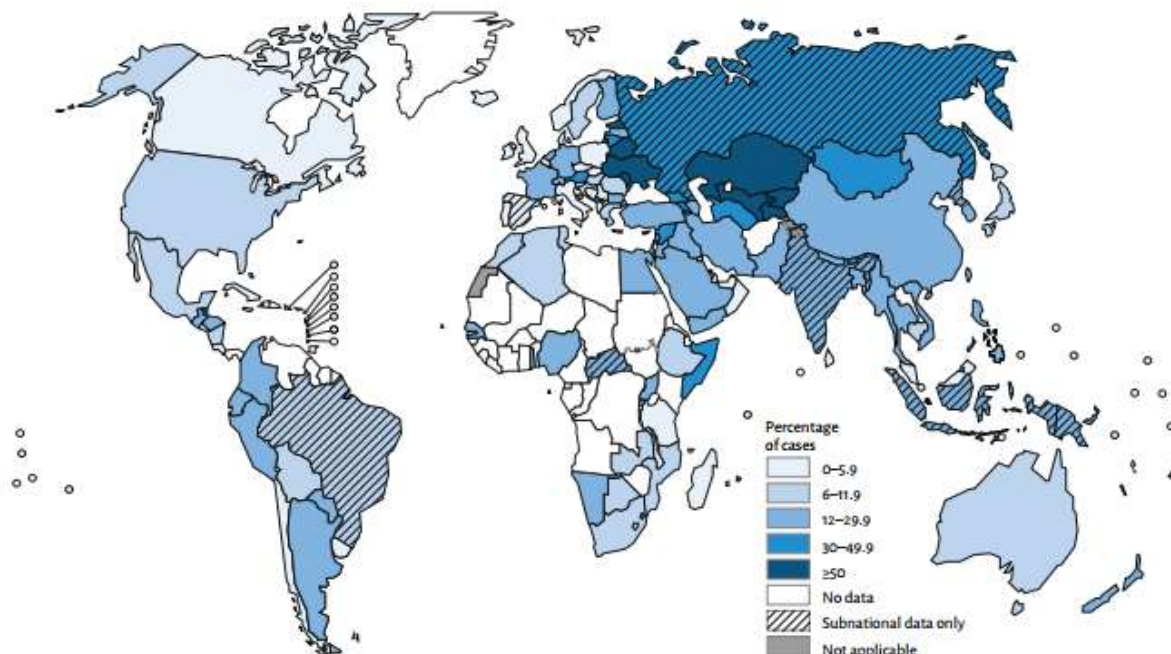 Percentage
of cases
0–5.9
6–11.9
12–29.9
30–49.9
≥50
No data
Subnational data only
Not applicable